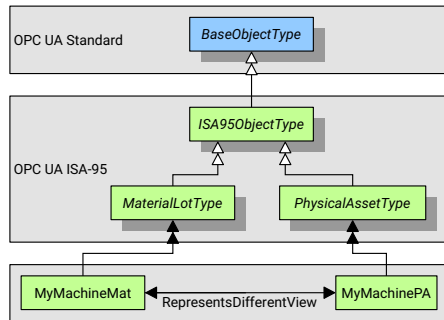 OPC UA Standard
BaseObjectType
ISA95ObjectType
OPC UA ISA-95
MaterialLotType
PhysicalAssetType
MyMachineMat
RepresentsDifferentView
MyMachinePA